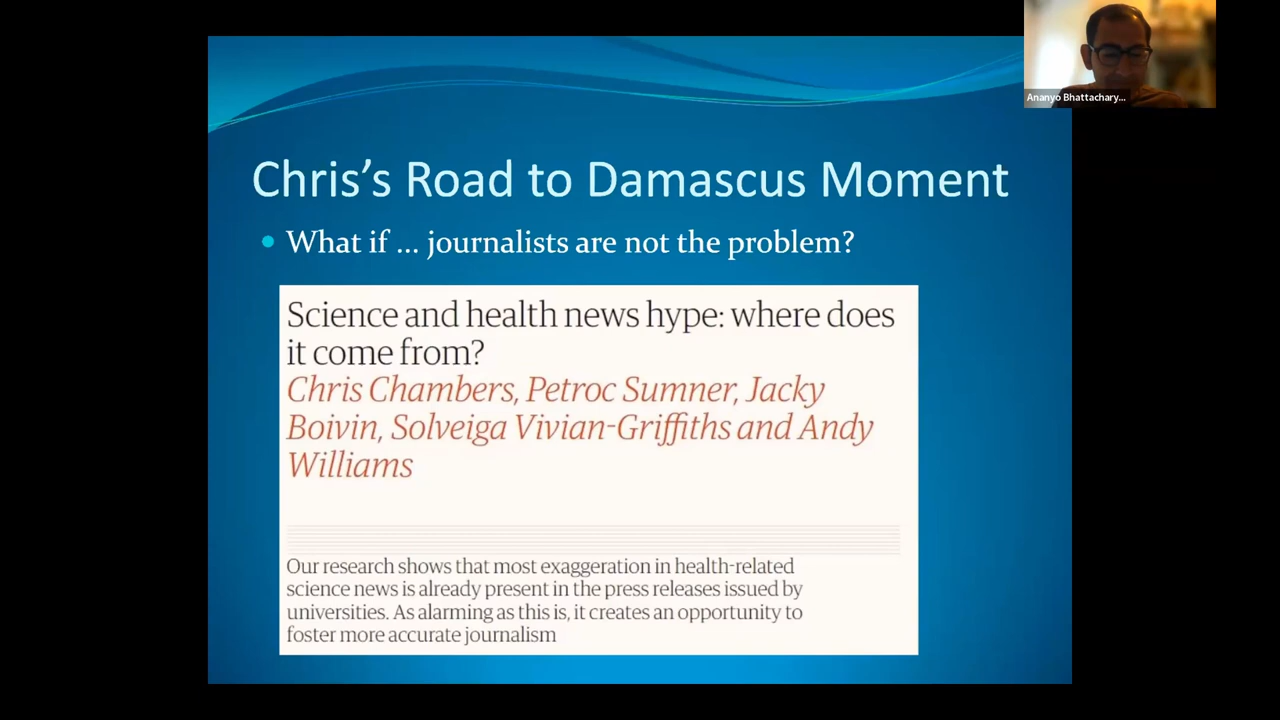 Ananyo Bhattachary...
Chris's Road to Damascus Moment
What if ... journalists are not the problem?
Science and health news hype: where does
it come from?
Chris Chambers, Petroc Sumner, Jacky
Boivin, Solveiga Vivian-Griffiths and Andy
Williams
Our research shows that most exaggeration in health-related
science news is already present in the press releases issued by
universities. As alarming as this is, it creates an opportunity to
foster more accurate journalism